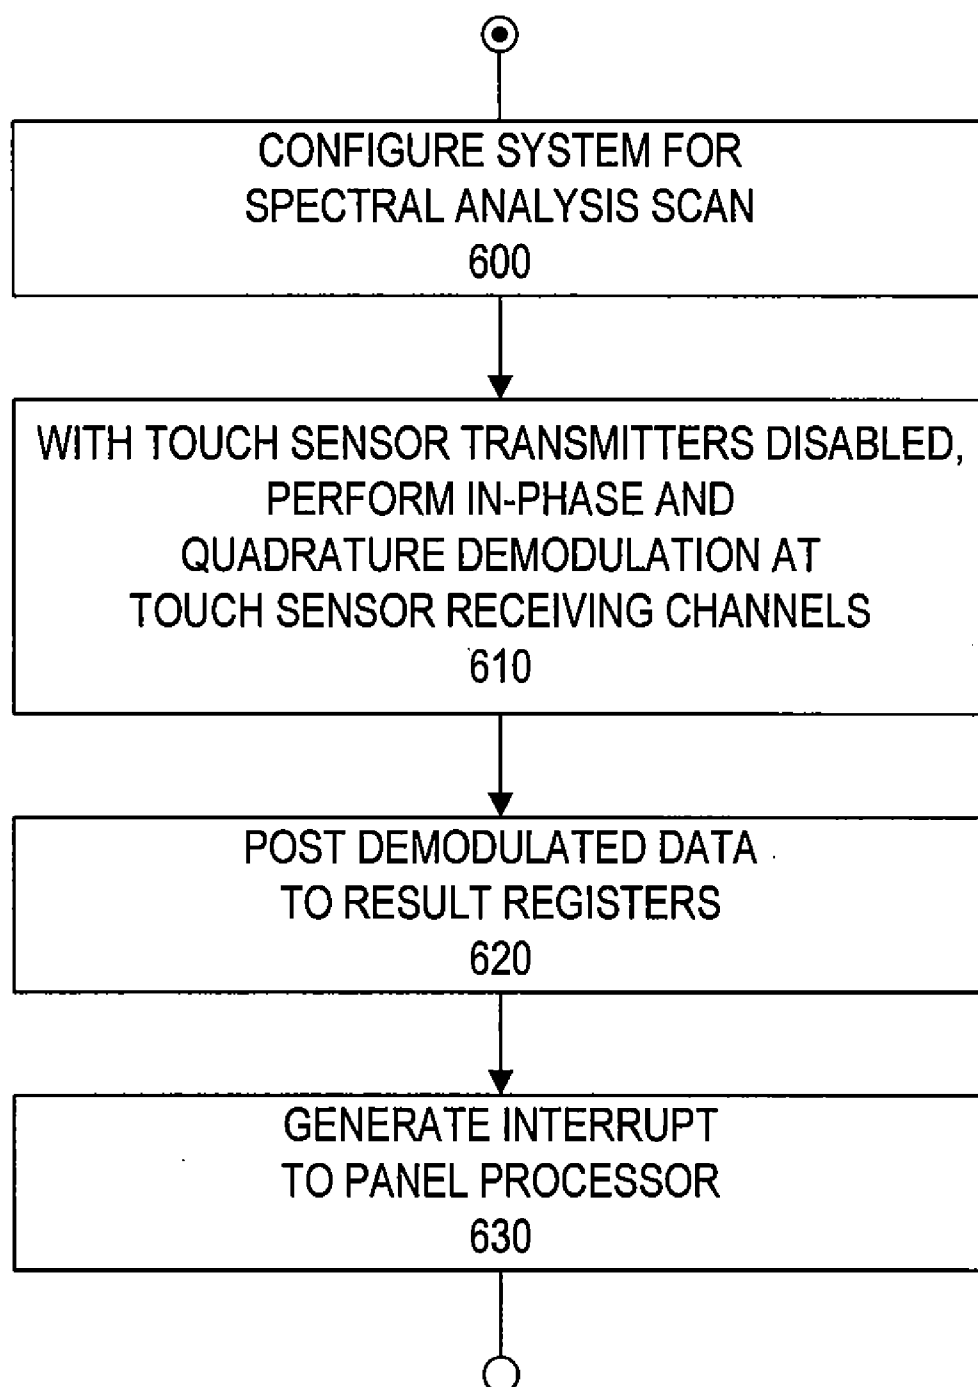 CONFIGURE SYSTEM FOR
SPECTRAL ANALYSIS SCAN
600
WITH TOUCH SENSOR TRANSMITTERS DISABLED,
PERFORM IN-PHASE AND
QUADRATURE DEMODULATION AT
TOUCH SENSOR RECEIVING CHANNELS
610
POST DEMODULATED DATA
TO RESULT REGISTERS
620
GENERATE INTERRUPT
TO PANEL PROCESSOR
630